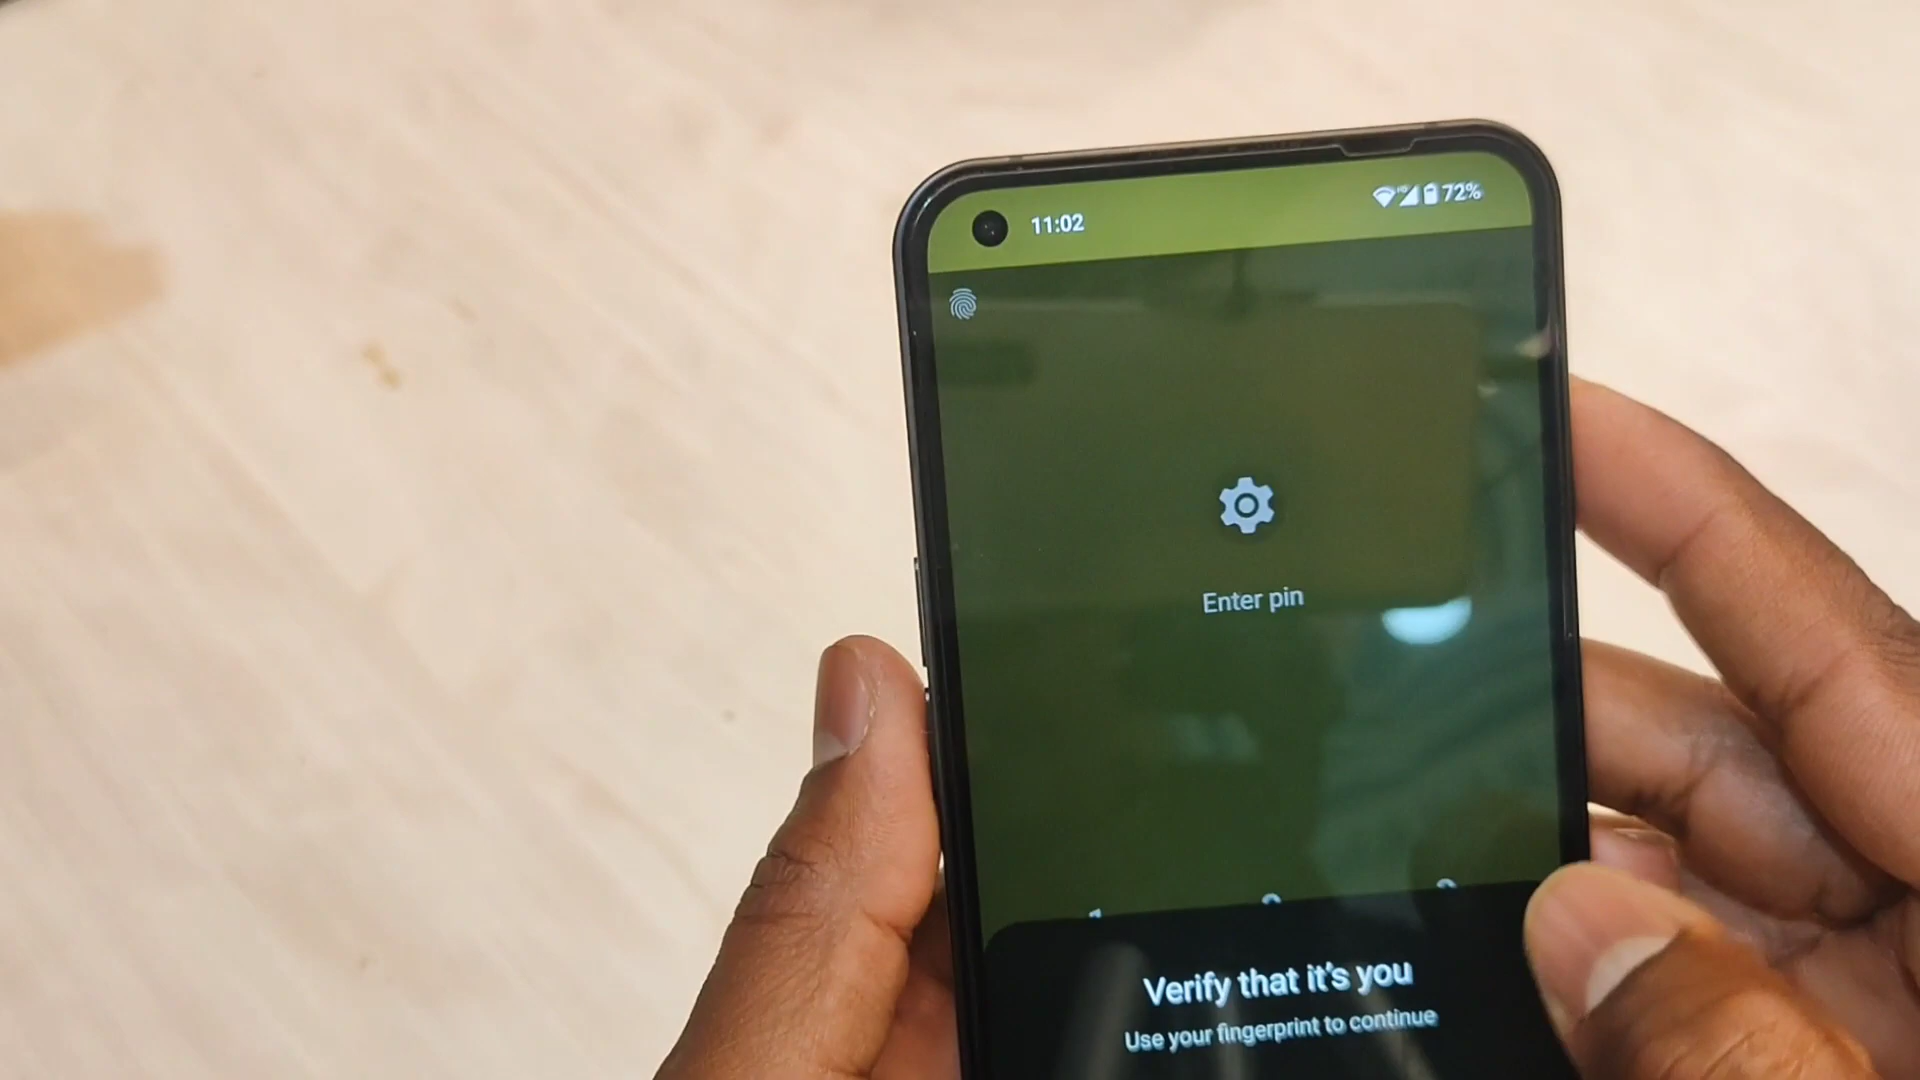 11:02 72%
Enter pin
Verify that it's you
Use your fingerprint to continue